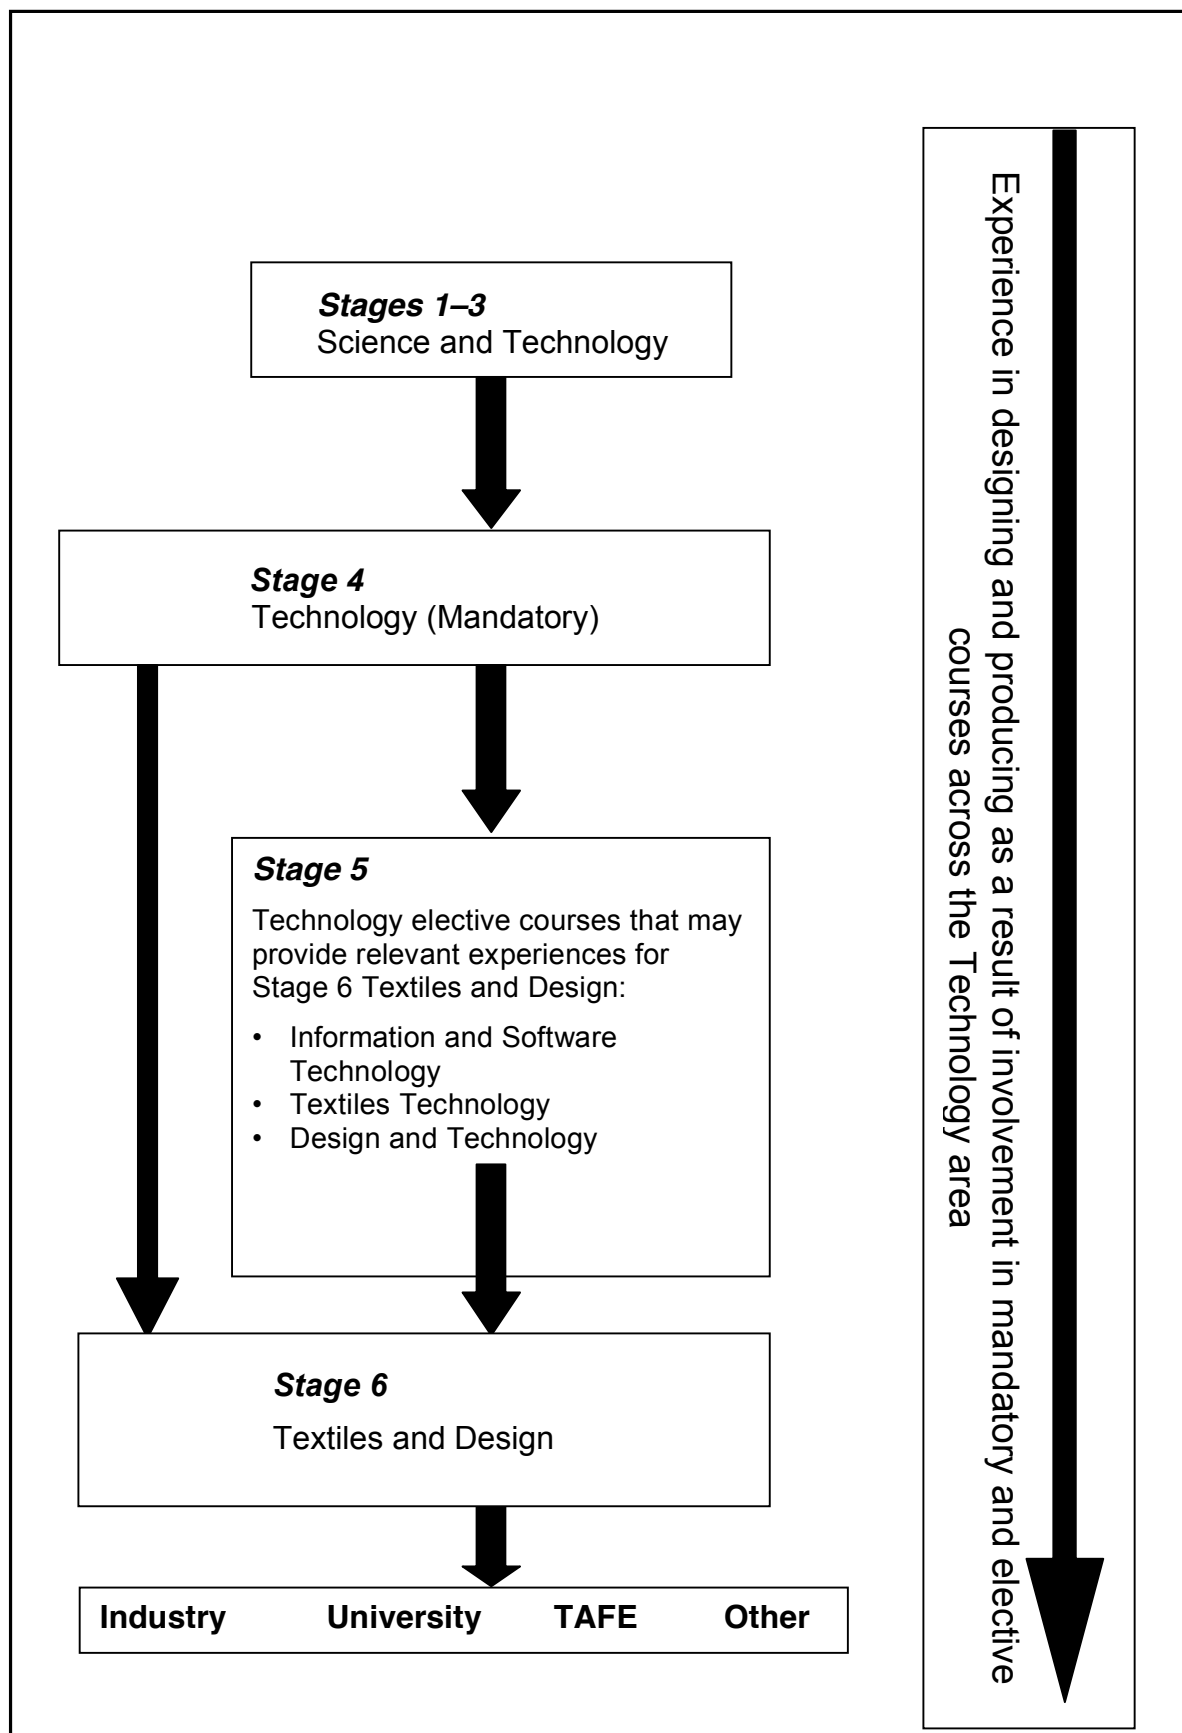 Stages 1–3
Science and Technology
Stage 4
Technology (Mandatory)
Stage 5
Technology elective courses that may
provide relevant experiences for
Stage 6 Textiles and Design:
• Information and Software
Technology
• Textiles Technology
• Design and Technology
Stage 6
Textiles and Design
Industry University TAFE Other
Experience in designing and producing as a result of involvement in mandatory and elective
courses across the Technology area